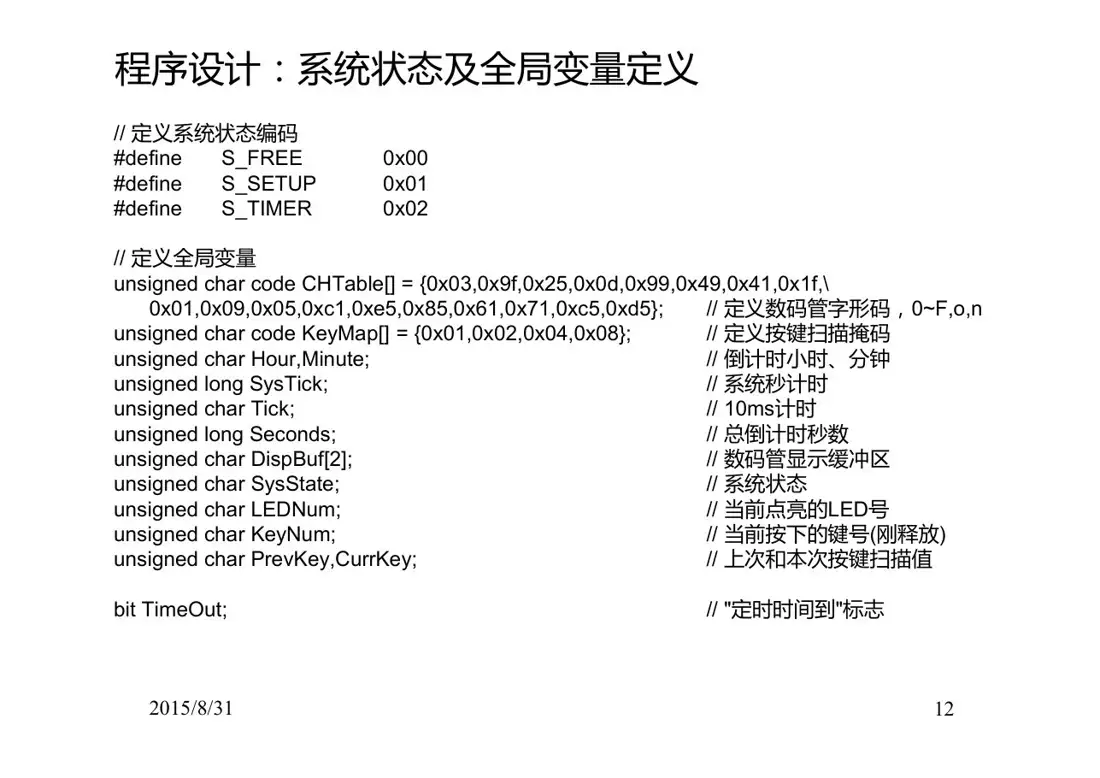 程序设计：系统状态及全局变量定义
// 定义系统状态编码
#define S_FREE 0x00
#define S_SETUP 0x01
#define S_TIMER 0x02
// 定义全局变量
unsigned char code CHTable[] = {0x03,0x9f,0x25,0x0d,0x99,0x49,0x41,0x1f,\
0x01,0x09,0x05,0xc1,0xe5,0x85,0x61,0x71,0xc5,0xd5}; // 定义数码管字形码，0~F,o,n
unsigned char code KeyMap[] = {0x01,0x02,0x04,0x08}; // 定义按键扫描掩码
unsigned char Hour,Minute; // 倒计时小时、分钟
unsigned long SysTick; // 系统秒计时
unsigned char Tick; // 10ms计时
unsigned long Seconds; // 总倒计时秒数
unsigned char DispBuf[2]; // 数码管显示缓冲区
unsigned char SysState; // 系统状态
unsigned char LEDNum; // 当前点亮的LED号
unsigned char KeyNum; // 当前按下的键号(刚释放)
unsigned char PrevKey,CurrKey; // 上次和本次按键扫描值
bit TimeOut; // "定时时间到"标志
2015/8/31 12